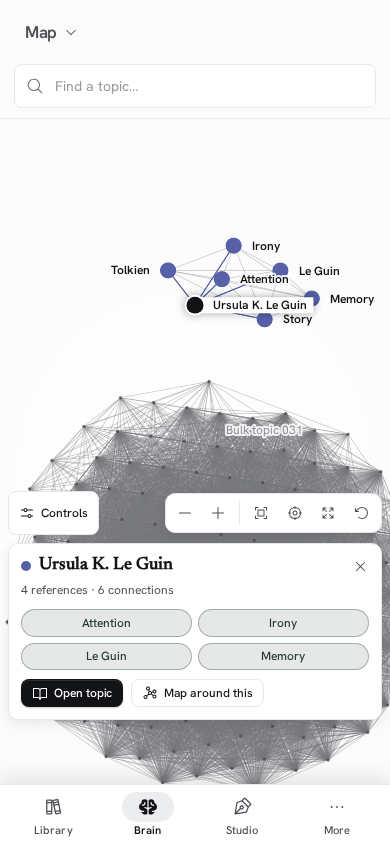 Map
Find a topic...
Irony
Tolkien
Le Guin
Attention
Memory
Ursula K. Le Guin
Story
Bulk topic 031
Controls
Ursula K. Le Guin
4 references · 6 connections
Attention
Irony
Le Guin
Memory
Open topic
Map around this
Library
Brain
Studio
More